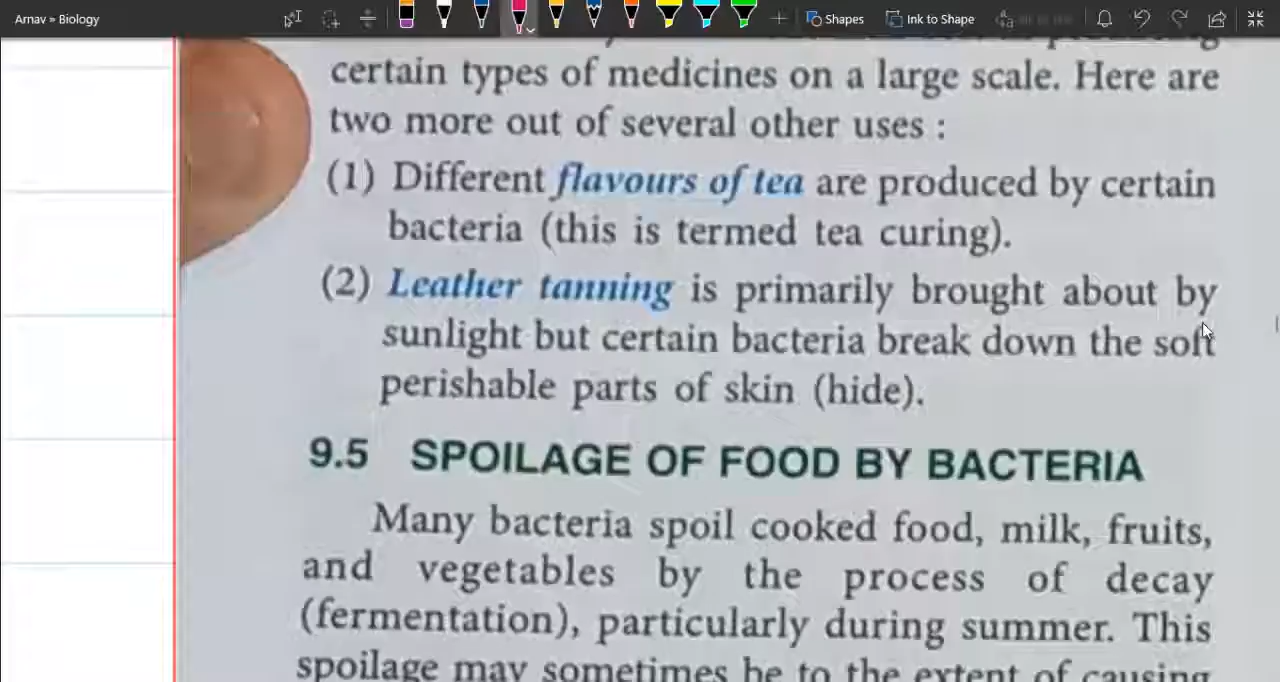 Arnav » Biology
Shapes
Ink to Shape
certain types of medicines on a large scale. Here are
two more out of several other uses :
(1) Different flavours of tea are produced by certain
bacteria (this is termed tea curing).
(2) Leather tanning is primarily brought about by
sunlight but certain bacteria break down the soft
perishable parts of skin (hide).
9.5 SPOILAGE OF FOOD BY BACTERIA
Many bacteria spoil cooked food, milk, fruits,
and vegetables by the process of decay
(fermentation), particularly during summer. This
spoilage may sometimes be to the extent of causing